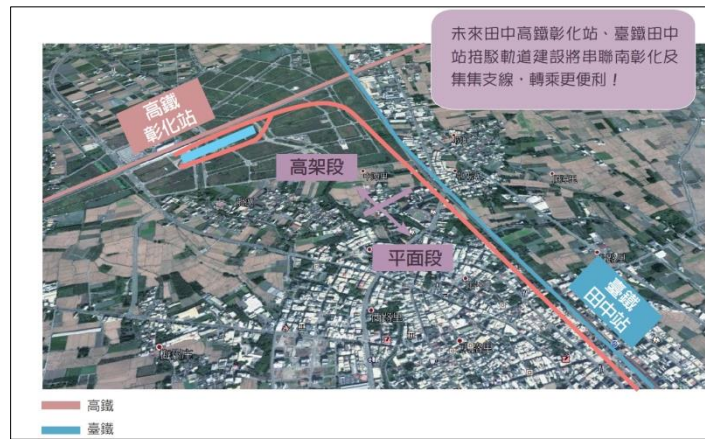 未來田中高鐵彰化站、臺鐵田中
站接駁軌道建設將串聯南彰化及
集集支線，轉乘更便利！
高鐵
彰化站
高架段
平面段
臺鐵
田中站
高鐵
臺鐵